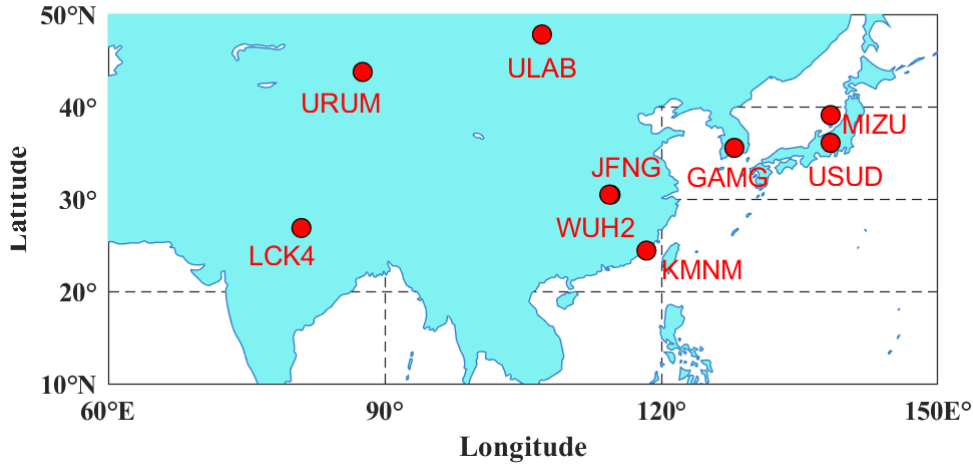 50°N
ULAB
URUM
40°
MIZU
JFNG
GAMG
USUD
Latitude
30°
WUH2
LCK4
KMNM
20°
10°N
60°E
90°
120°
150E°
Longitude